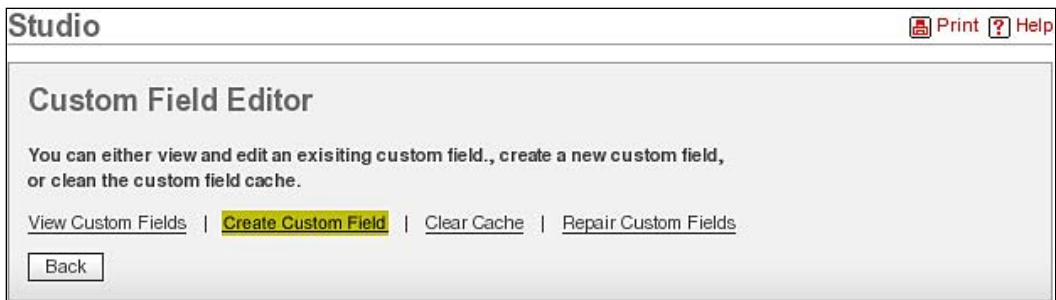 Studio Print ? Help
Custom Field Editor
You can either view and edit an exisiting custom field., create a new custom field,
or clean the custom field cache.
View Custom Fields | Create Custom Field | Clear Cache | Repair Custom Fields
Back